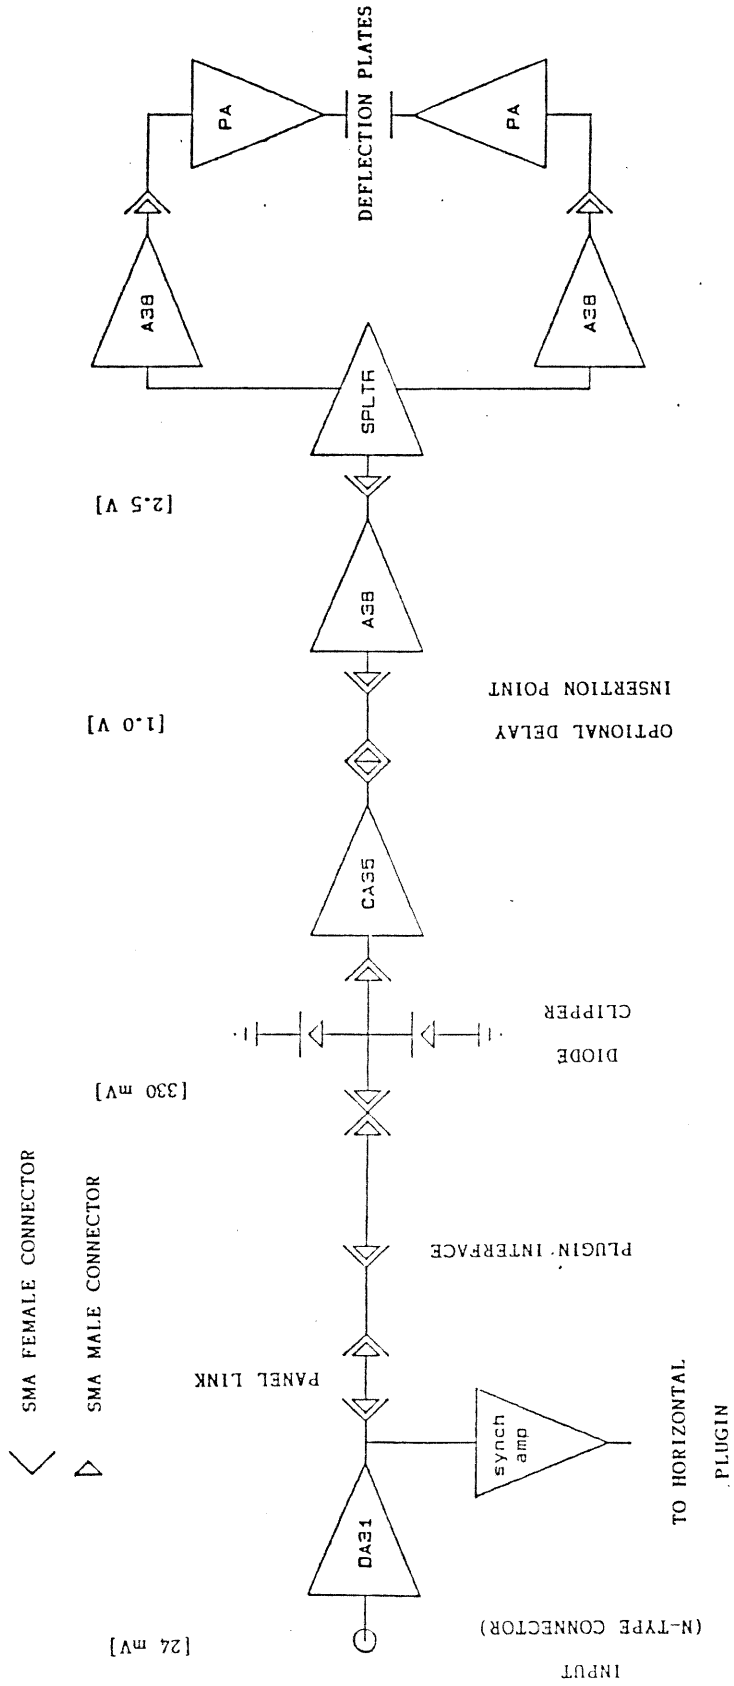 SMA FEMALE CONNECTOR
SMA MALE CONNECTOR
[24 mV]
[330 mV]
[1.0 V]
[2.5 V]
INPUT
(N-TYPE CONNECTOR)
DA31
synch
amp
TO HORIZONTAL
PLUGIN
PANEL LINK
PLUGIN INTERFACE
DIODE
CLIPPER
CA35
OPTIONAL DELAY
INSERTION POINT
A38
SPLTR
A38
A38
PA
PA
DEFLECTION PLATES